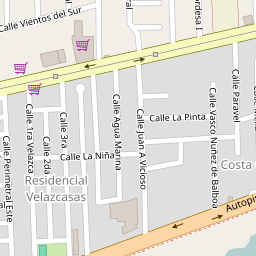 Calle Vientos del Sur
Calle La Pinta
Calle Paravel
Calle Agua Marina
Calle Juan A Vicioso
Calle Vasco Nuñez de Balboa
Calle 1ra Velazca
Calle 2da
Calle 3ra
Calle Perimetral Este
Calle La Niña
Residencial
Velazcasas
Costa
Autopi